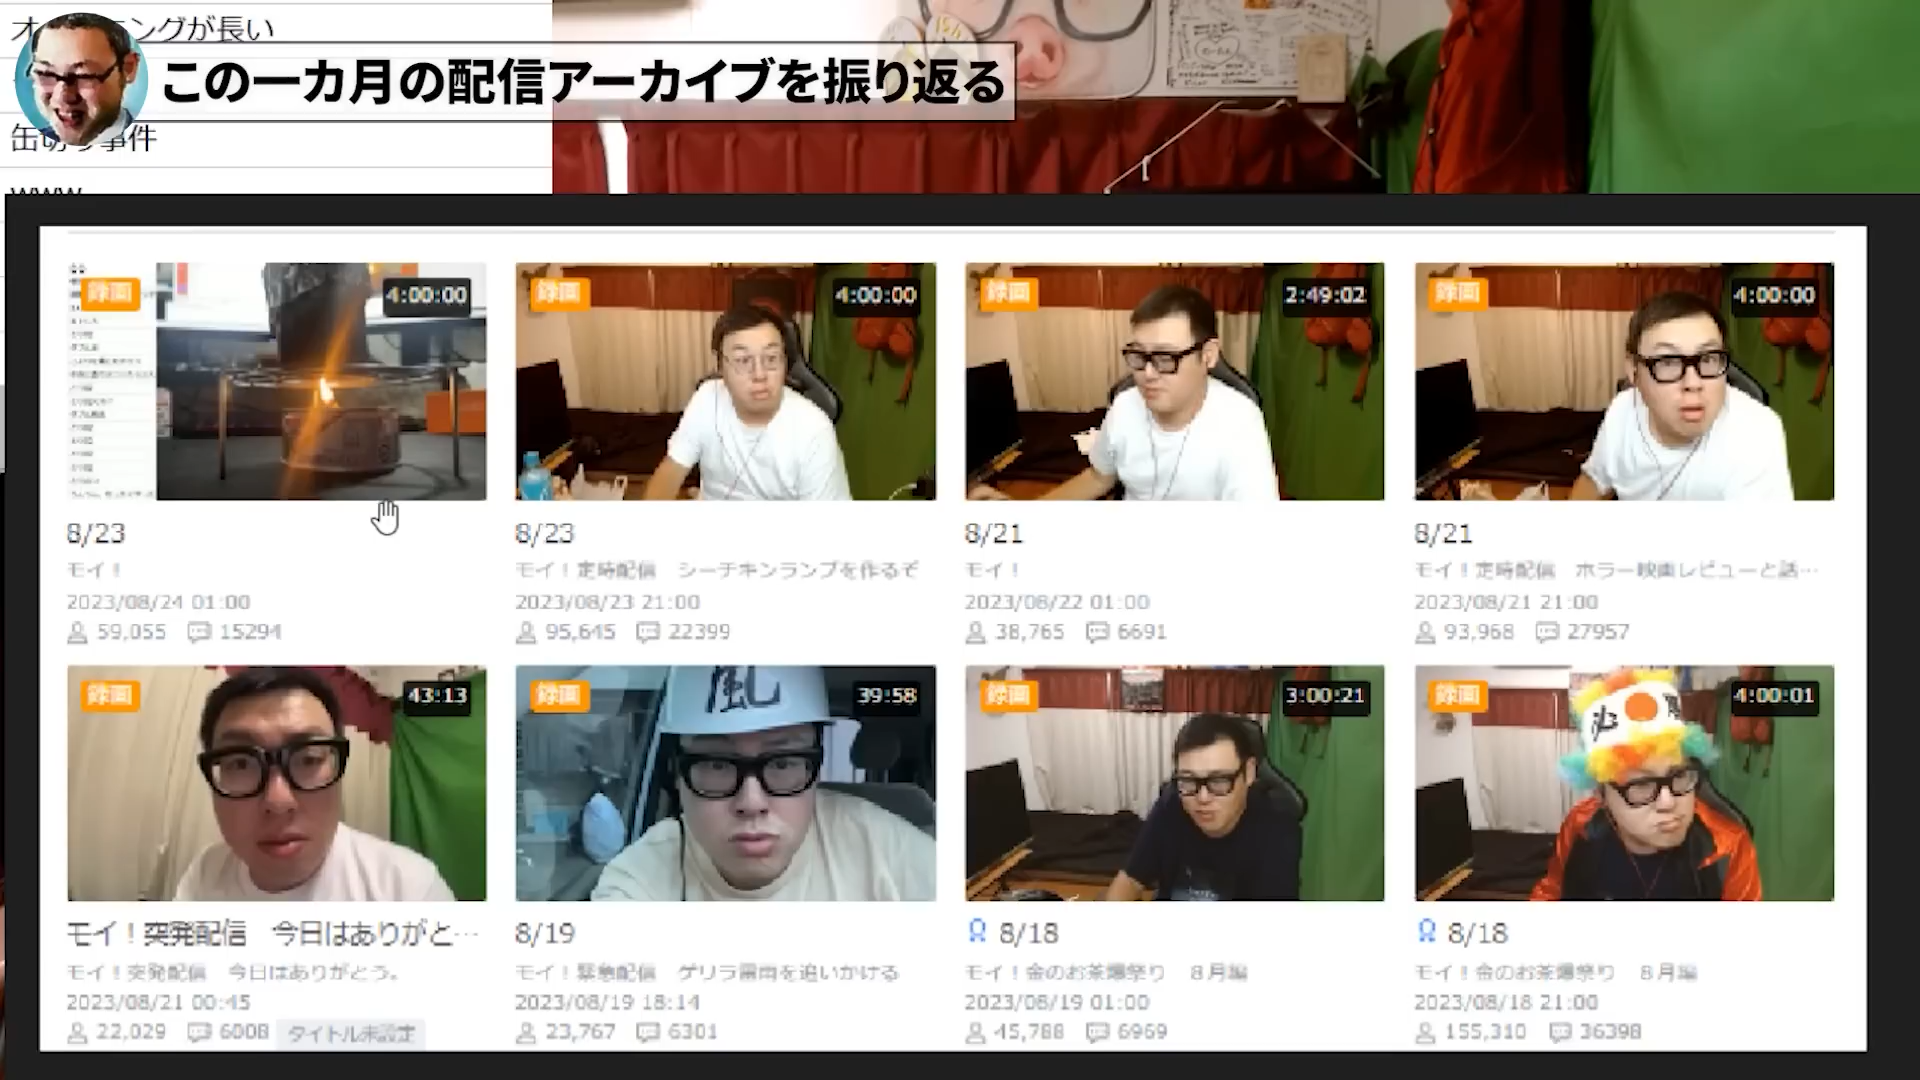 この一カ月の配信アーカイブを振り返る
缶切り事件
www
録画
4:00:00
8/23
モイ！
2023/08/24 01:00
59,055 15294
録画
4:00:00
8/23
モイ！定時配信 シーチキンランプを作るぞ
2023/08/23 21:00
95,645 22399
録画
2:49:02
8/21
モイ！
2023/08/22 01:00
38,765 6691
録画
4:00:00
8/21
モイ！定時配信 ホラー映画レビューと話…
2023/08/21 21:00
93,968 27957
録画
43:13
モイ！突発配信 今日はありがと…
モイ！突発配信 今日はありがとう。
2023/08/21 00:45
22,029 6008 タイトル未設定
録画
風
39:58
8/19
モイ！緊急配信 ゲリラ雷雨を追いかける
2023/08/19 18:14
23,767 6301
録画
3:00:21
8/18
モイ！金のお茶爆祭り 8月編
2023/08/19 01:00
45,788 6969
録画
4:00:01
必
8/18
モイ！金のお茶爆祭り 8月編
2023/08/18 21:00
155,310 36398